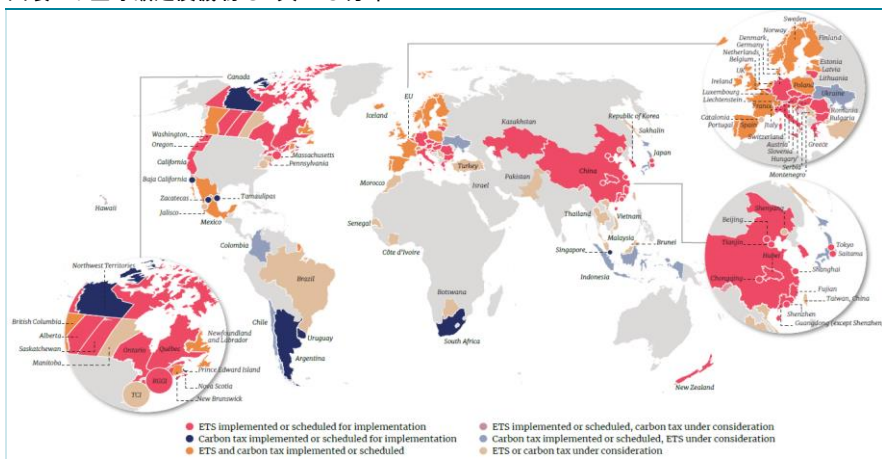 Canada
Washington
Oregon
California
Baja California
Zacatecas
Jalisco
Mexico
Hawaii
Massachusetts
Pennsylvania
Tamaulipas
Colombia
Brazil
Chile
Uruguay
Argentina
Iceland
EU
Morocco
Senegal
Côte d'Ivoire
Botswana
South Africa
Turkey
Israel
Kazakhstan
Pakistan
China
Republic of Korea
Sakhalin
Japan
Thailand
Vietnam
Malaysia
Singapore
Brunei
Indonesia
New Zealand
Sweden
Norway
Denmark
Germany
Netherlands
Belgium
UK
Ireland
Luxembourg
Liechtenstein
France
Catalonia
Portugal
Spain
Italy
Switzerland
Austria
Slovenia
Hungary
Serbia
Montenegro
Greece
Bulgaria
Romania
Ukraine
Poland
Lithuania
Latvia
Estonia
Finland
Shenyang
Beijing
Tianjin
Hubei
Chongqing
Tokyo
Saitama
Shanghai
Fujian
Taiwan, China
Shenzhen
Guangdong (except Shenzhen)
Northwest Territories
British Columbia
Alberta
Saskatchewan
Manitoba
Ontario
Québec
Newfoundland
and Labrador
Prince Edward Island
Nova Scotia
New Brunswick
TCI
RGGI
ETS implemented or scheduled for implementation
Carbon tax implemented or scheduled for implementation
ETS and carbon tax implemented or scheduled
ETS implemented or scheduled, carbon tax under consideration
Carbon tax implemented or scheduled, ETS under consideration
ETS or carbon tax under consideration